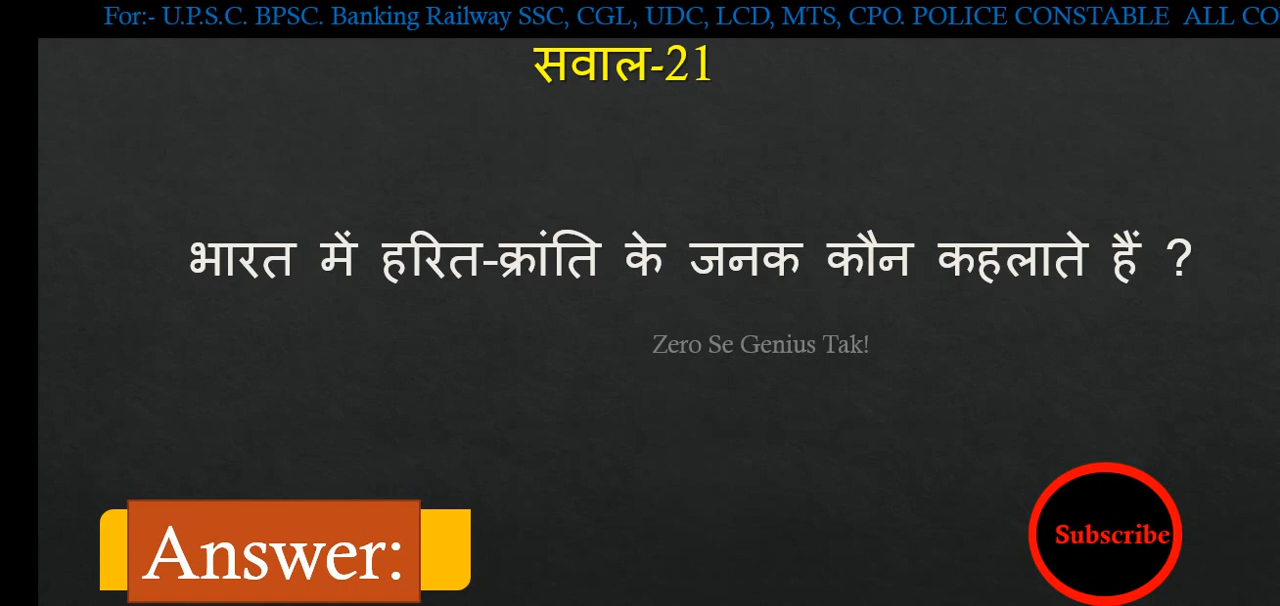 For:- U.P.S.C. BPSC. Banking Railway SSC, CGL, UDC, LCD, MTS, CPO. POLICE CONSTABLE ALL CO
सवाल-21
भारत में हरित-क्रांति के जनक कौन कहलाते हैं ?
Zero Se Genius Tak!
Answer:
Subscribe